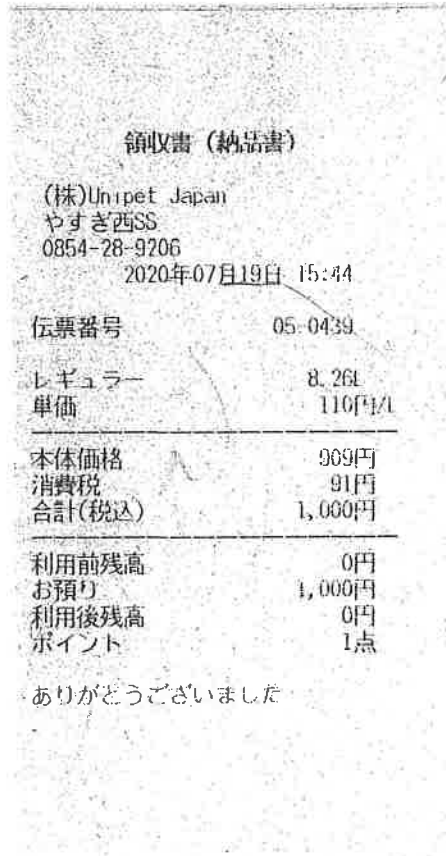 領収書 (納品書)
(株)Unipet Japan
やすぎ西SS
0854-28-9206
2020年07月19日 15:44
伝票番号 05-0439
レギュラー 8.26L
単価 110円/L
本体価格 909円
消費税 91円
合計(税込) 1,000円
利用前残高 0円
お預り 1,000円
利用後残高 0円
ポイント 1点
ありがとうございました